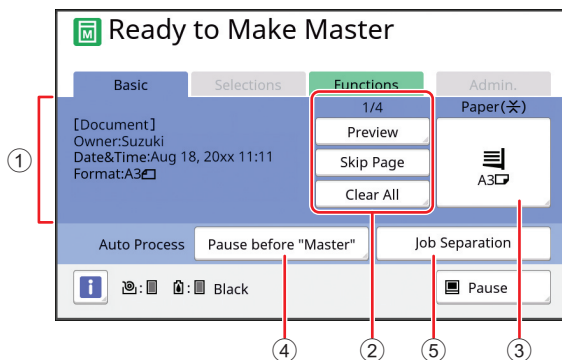 Ready to Make Master
Basic
Selections
Functions
Admin.
1/4
Paper(⚹)
[Document]
Owner:Suzuki
Date&Time:Aug 18, 20xx 11:11
Format:A3
Preview
Skip Page
Clear All
A3
①
Auto Process
Pause before "Master"
Job Separation
i
: : Black
Pause
④
②
⑤
③